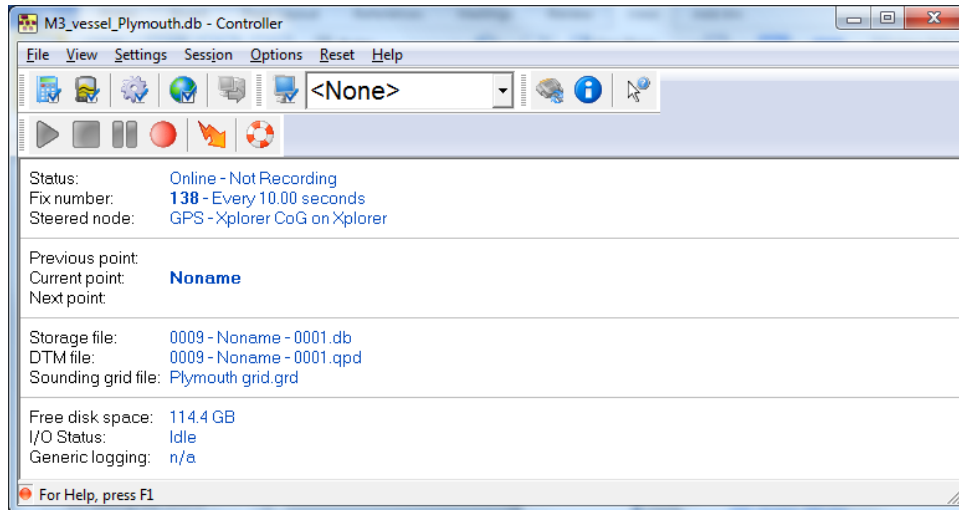 M3_vessel_Plymouth.db - Controller
File View Settings Session Options Reset Help
<None>
Status: Online - Not Recording
Fix number: 138 - Every 10.00 seconds
Steered node: GPS - Xplorer CoG on Xplorer
Previous point:
Current point: Noname
Next point:
Storage file: 0009 - Noname - 0001.db
DTM file: 0009 - Noname - 0001.qpd
Sounding grid file: Plymouth grid.grd
Free disk space: 114.4 GB
I/O Status: Idle
Generic logging: n/a
For Help, press F1